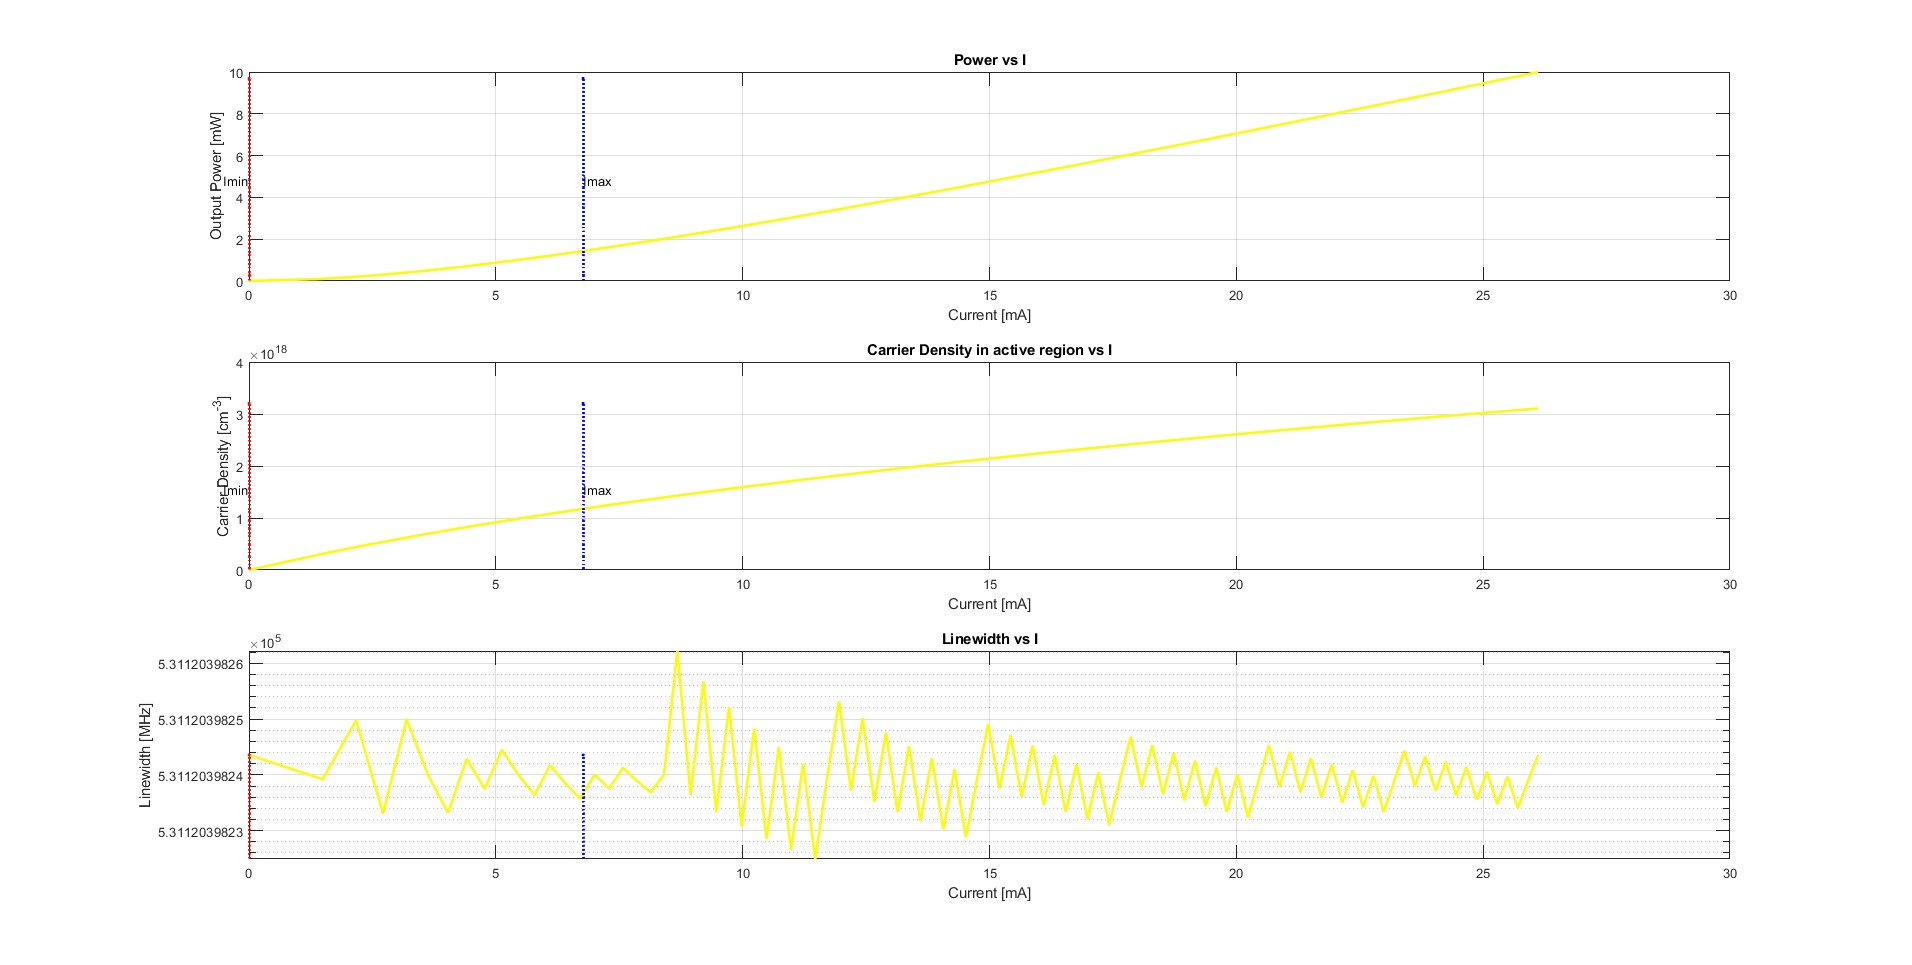 Power vs I
10
8
6
4
2
0
Output Power [mW]
Imin
Imax
0 5 10 15 20 25 30
Current [mA]
Carrier Density in active region vs I
×10^18
4
3
2
1
0
Carrier Density [cm^-3]
Imin
Imax
0 5 10 15 20 25 30
Current [mA]
Linewidth vs I
×10^5
5.3112039826
5.3112039825
5.3112039824
5.3112039823
Linewidth [MHz]
0 5 10 15 20 25 30
Current [mA]